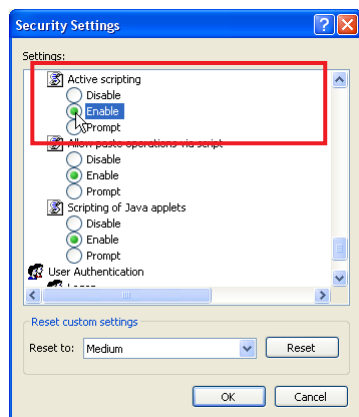 Security Settings
Settings:
Active scripting
Disable
Enable
Prompt
Allow paste operations via script
Disable
Enable
Prompt
Scripting of Java applets
Disable
Enable
Prompt
User Authentication
Logon
Reset custom settings
Reset to: Medium Reset
OK Cancel